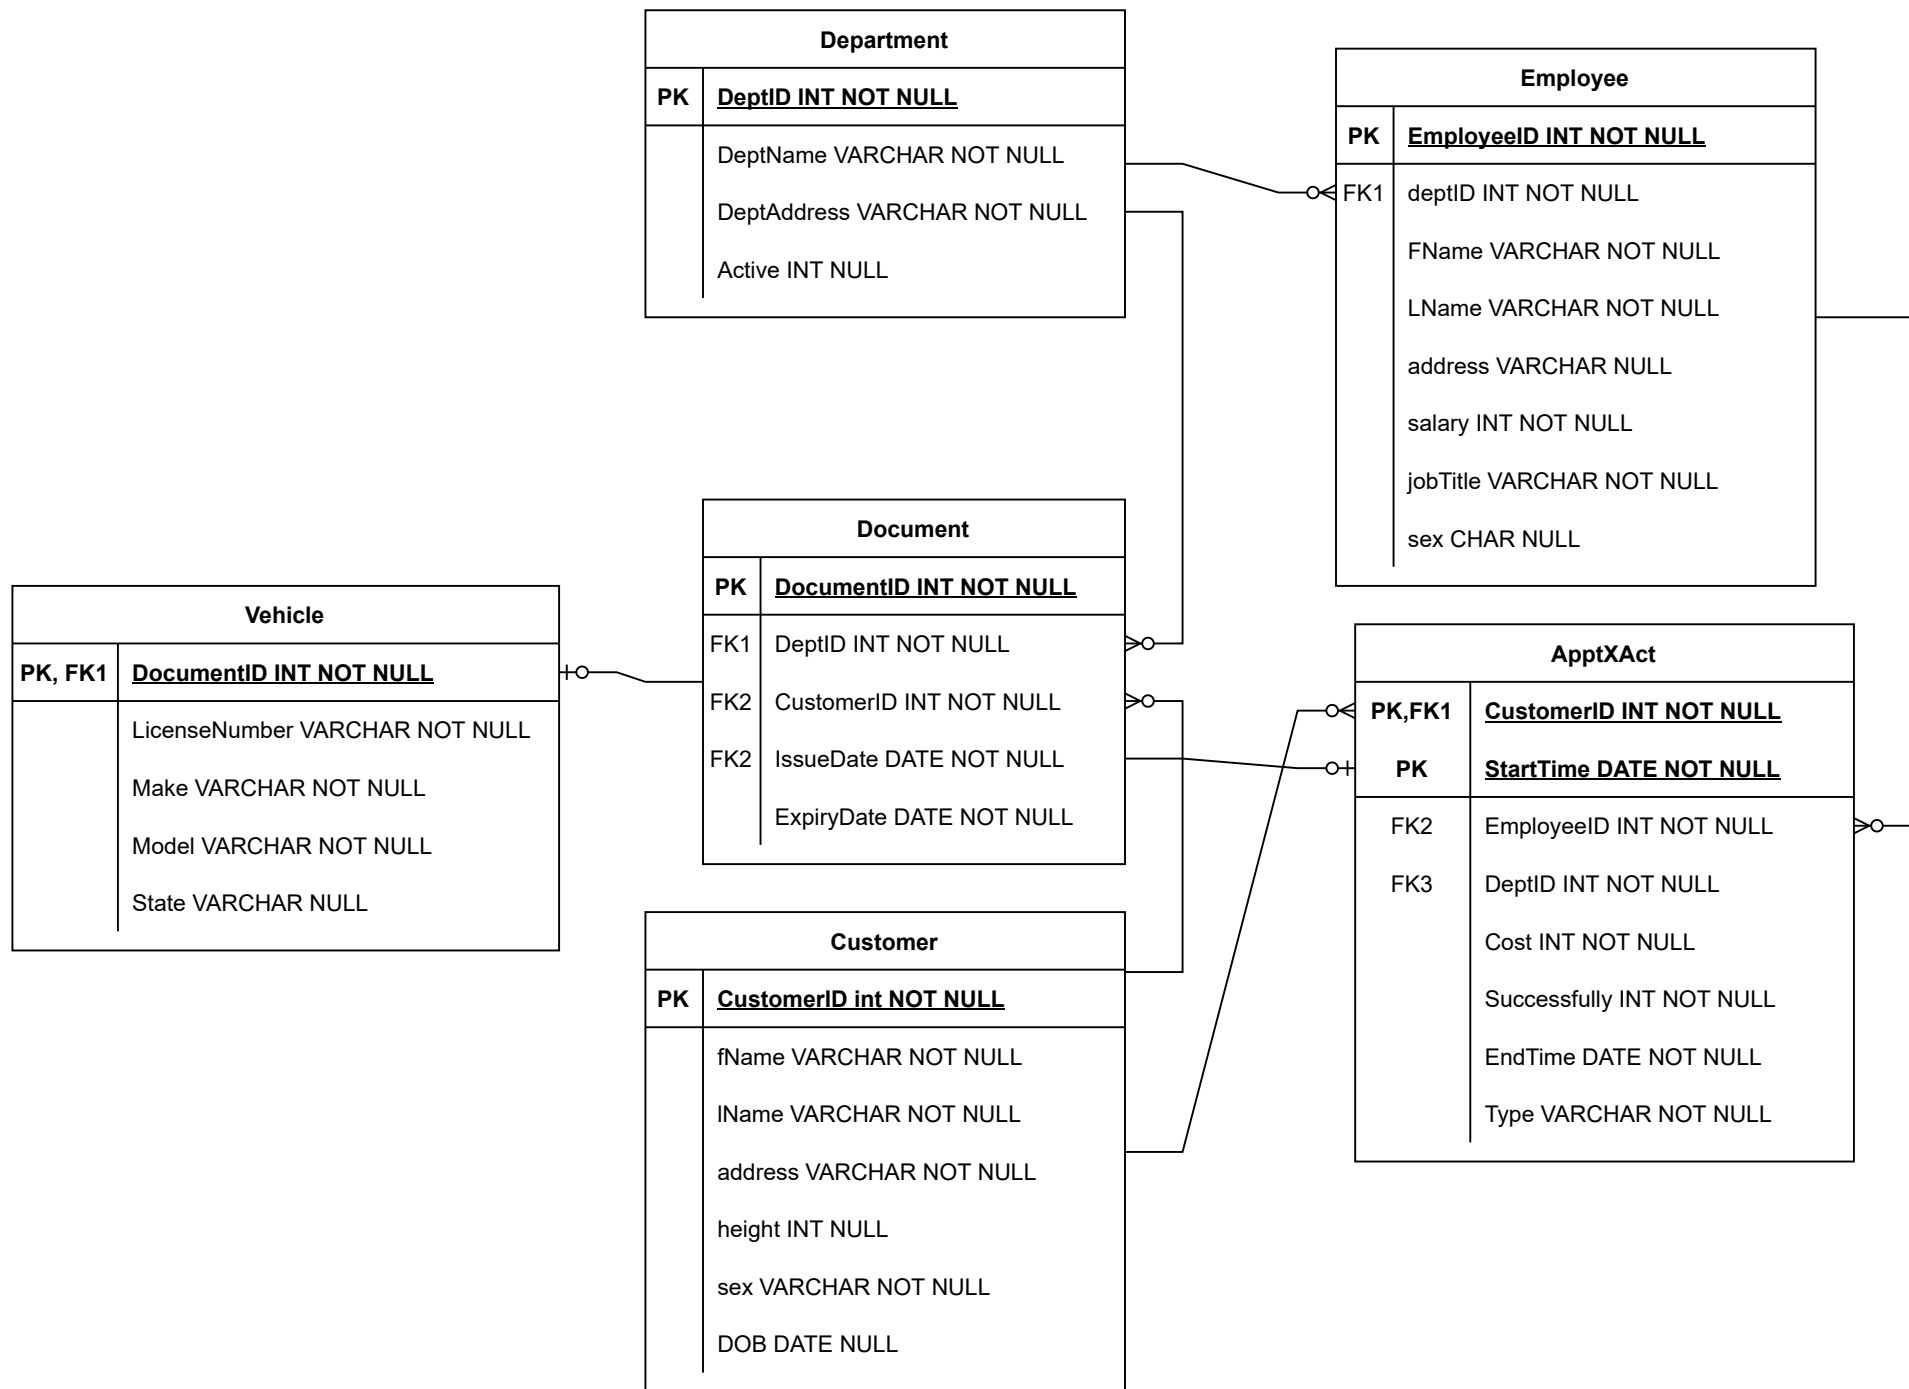 Department
PK DeptID INT NOT NULL
DeptName VARCHAR NOT NULL
DeptAddress VARCHAR NOT NULL
Active INT NULL
Employee
PK EmployeeID INT NOT NULL
FK1 deptID INT NOT NULL
FName VARCHAR NOT NULL
LName VARCHAR NOT NULL
address VARCHAR NULL
salary INT NOT NULL
jobTitle VARCHAR NOT NULL
sex CHAR NULL
Document
PK DocumentID INT NOT NULL
FK1 DeptID INT NOT NULL
FK2 CustomerID INT NOT NULL
FK2 IssueDate DATE NOT NULL
ExpiryDate DATE NOT NULL
Vehicle
PK, FK1 DocumentID INT NOT NULL
LicenseNumber VARCHAR NOT NULL
Make VARCHAR NOT NULL
Model VARCHAR NOT NULL
State VARCHAR NULL
ApptXAct
PK,FK1 CustomerID INT NOT NULL
PK StartTime DATE NOT NULL
FK2 EmployeeID INT NOT NULL
FK3 DeptID INT NOT NULL
Cost INT NOT NULL
Successfully INT NOT NULL
EndTime DATE NOT NULL
Type VARCHAR NOT NULL
Customer
PK CustomerID int NOT NULL
fName VARCHAR NOT NULL
lName VARCHAR NOT NULL
address VARCHAR NOT NULL
height INT NULL
sex VARCHAR NOT NULL
DOB DATE NULL